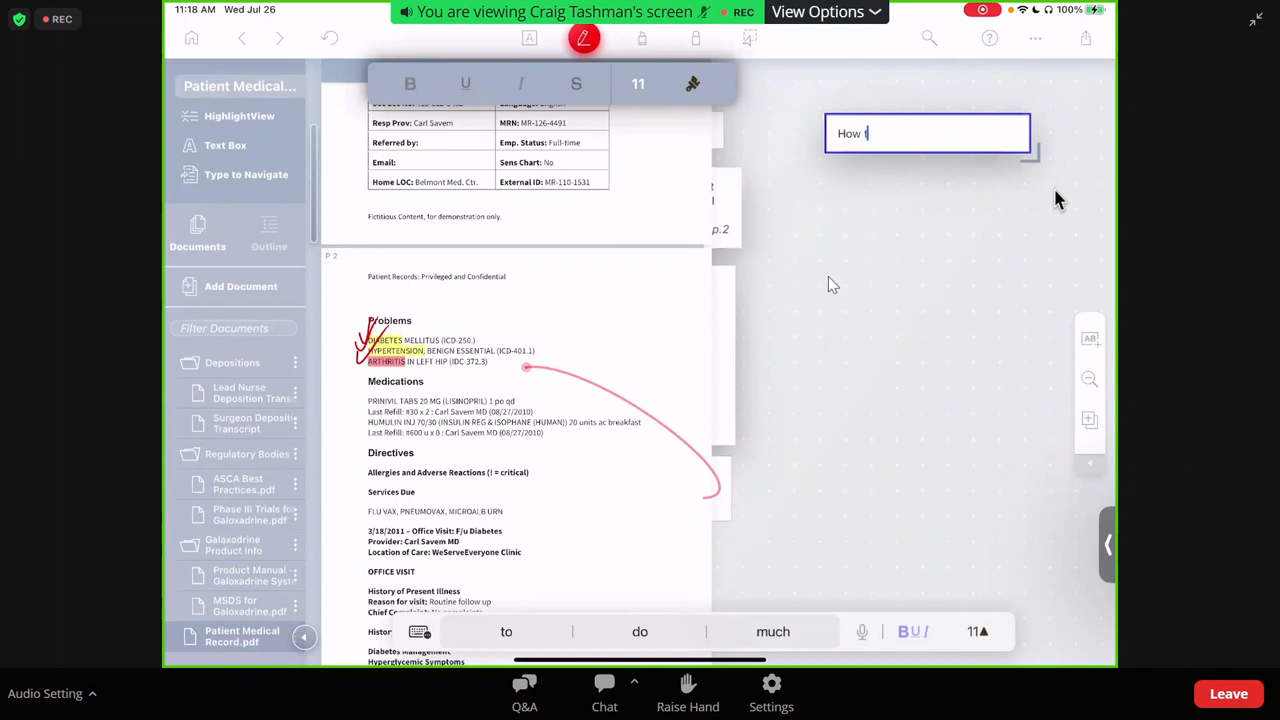 11:18 AM Wed Jul 26
You are viewing Craig Tashman's screen
REC
View Options
100%
REC
A
B U I S 11
Patient Medical...
HighlightView
Text Box
Type to Navigate
Documents
Outline
Add Document
Filter Documents
Depositions
Lead Nurse
Deposition Transc
Surgeon Depositi
Transcript
Regulatory Bodies
ASCA Best
Practices.pdf
Phase III Trials for
Galoxadrine.pdf
Galaxodrine
Product Info
Product Manual -
Galoxadrine Syst
MSDS for
Galoxadrine.pdf
Patient Medical
Record.pdf
Resp Prov: Carl Savem
MRN: MR-126-4491
Referred by:
Emp. Status: Full-time
Email:
Sens Chart: No
Home LOC: Belmont Med. Ctr.
External ID: MR-110-1531
Fictitious Content, for demonstration only.
p.2
P 2
Patient Records: Privileged and Confidential
Problems
DIABETES MELLITUS (ICD-250.)
HYPERTENSION, BENIGN ESSENTIAL (ICD-401.1)
ARTHRITIS IN LEFT HIP (IDC-372.3)
Medications
PRINIVIL TABS 20 MG (LISINOPRIL) 1 po qd
Last Refill: #30 x 2 : Carl Savem MD (08/27/2010)
HUMULIN INJ 70/30 (INSULIN REG & ISOPHANE (HUMAN)) 20 units ac breakfast
Last Refill: #600 u x 0 : Carl Savem MD (08/27/2010)
Directives
Allergies and Adverse Reactions (! = critical)
Services Due
FLU VAX, PNEUMOVAX, MICROALB URN
3/18/2011 – Office Visit: F/u Diabetes
Provider: Carl Savem MD
Location of Care: WeServeEveryone Clinic
OFFICE VISIT
History of Present Illness
Reason for visit: Routine follow up
Chief
Diabetes Management
Hyperglycemic Symptoms
How t
AB
to
do
much
BUI
11▲
Audio Setting
Q&A
Chat
Raise Hand
Settings
Leave